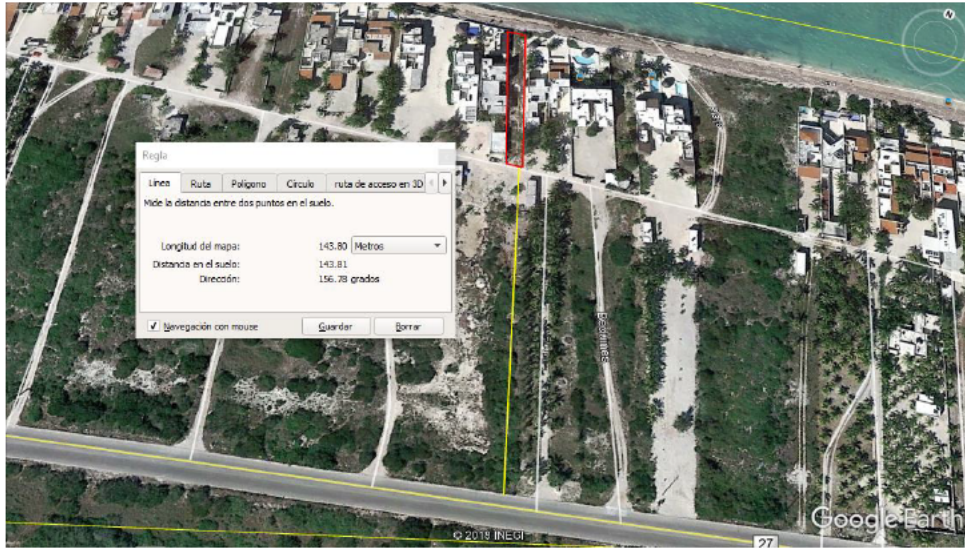 N
Regla
Línea Ruta Polígono Círculo ruta de acceso en 3D
Mide la distancia entre dos puntos en el suelo.
Longitud del mapa: 143.80 Metros
Distancia en el suelo: 143.81
Dirección: 156.78 grados
Navegación con mouse Guardar Borrar
Google Earth
© 2018 INEGI
27